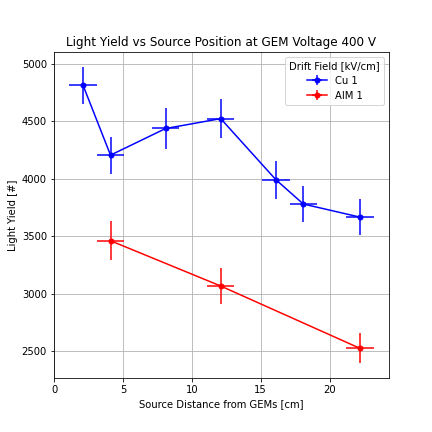 Light Yield vs Source Position at GEM Voltage 400 V
Drift Field [kV/cm]
Cu 1
AlM 1
Light Yield [#]
5000
4500
4000
3500
3000
2500
0
5
10
15
20
Source Distance from GEMs [cm]